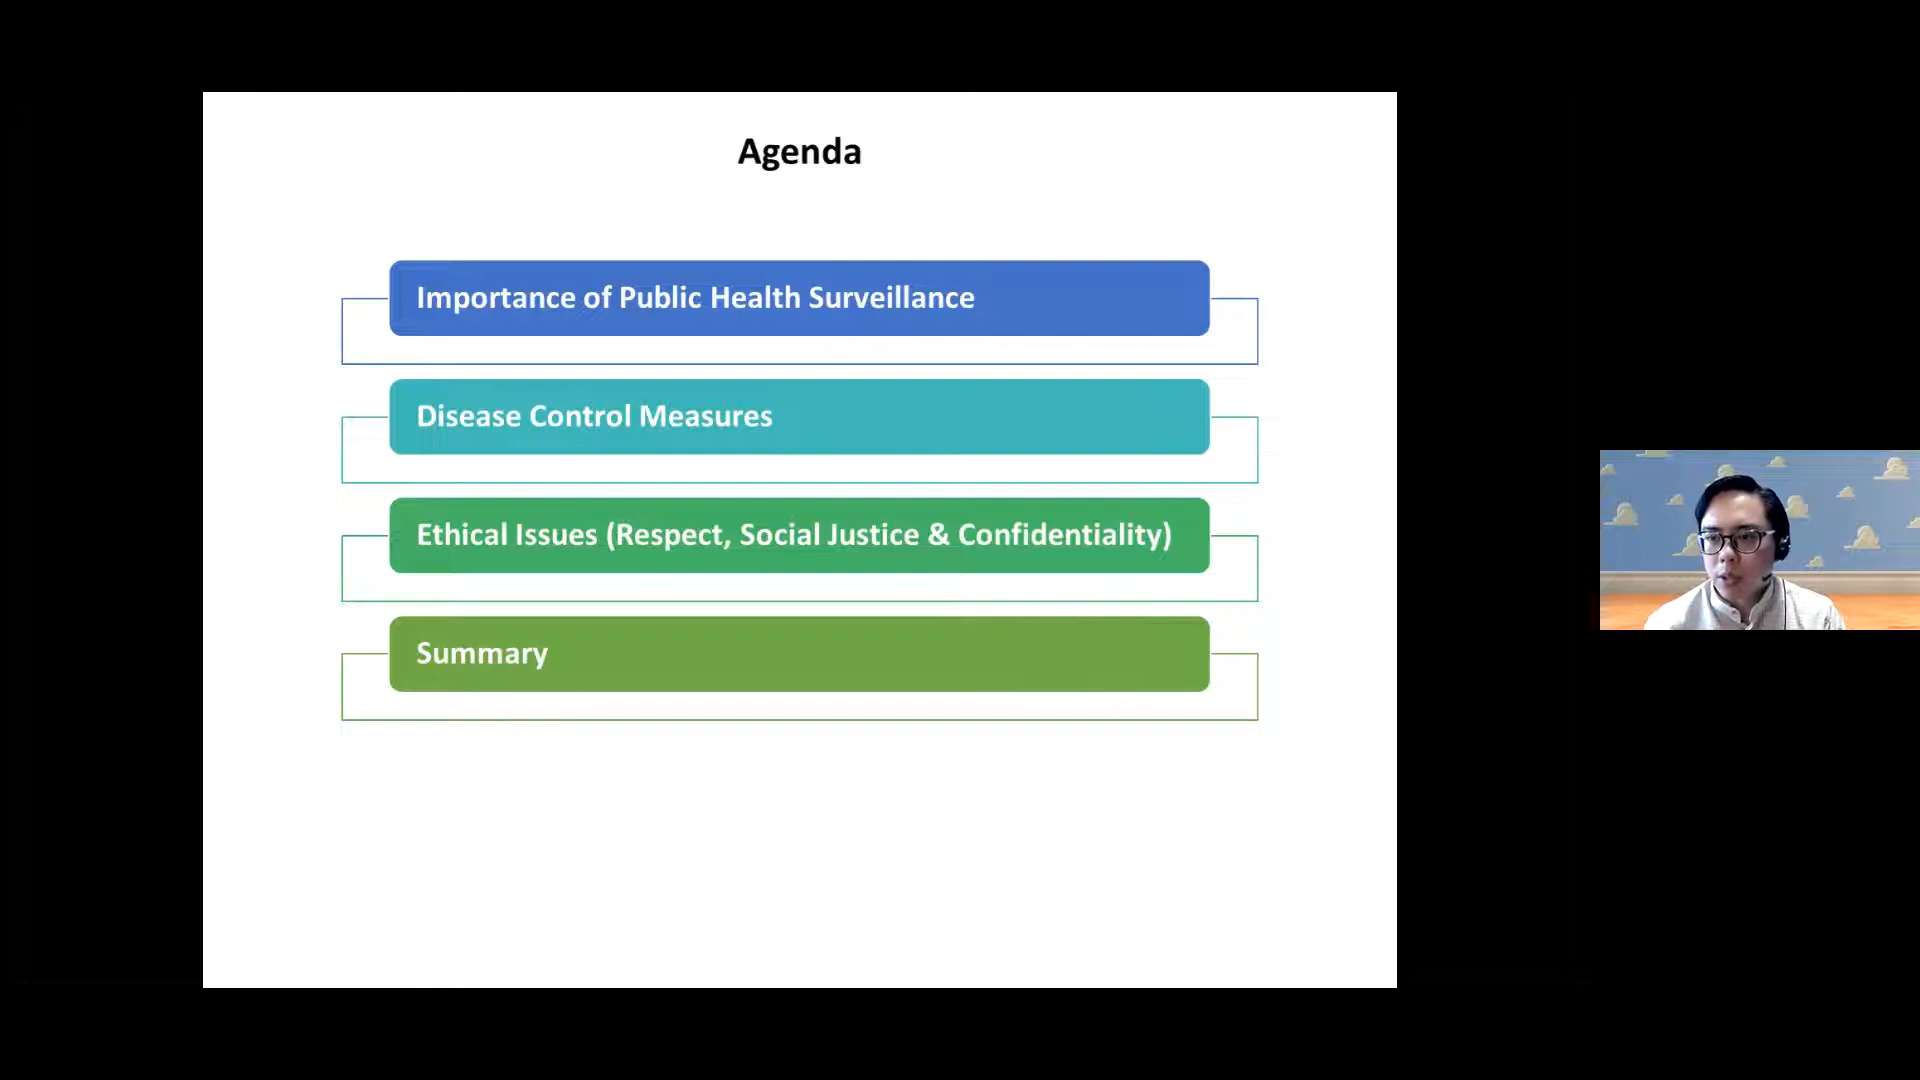 Agenda
Importance of Public Health Surveillance
Disease Control Measures
Ethical Issues (Respect, Social Justice & Confidentiality)
Summary